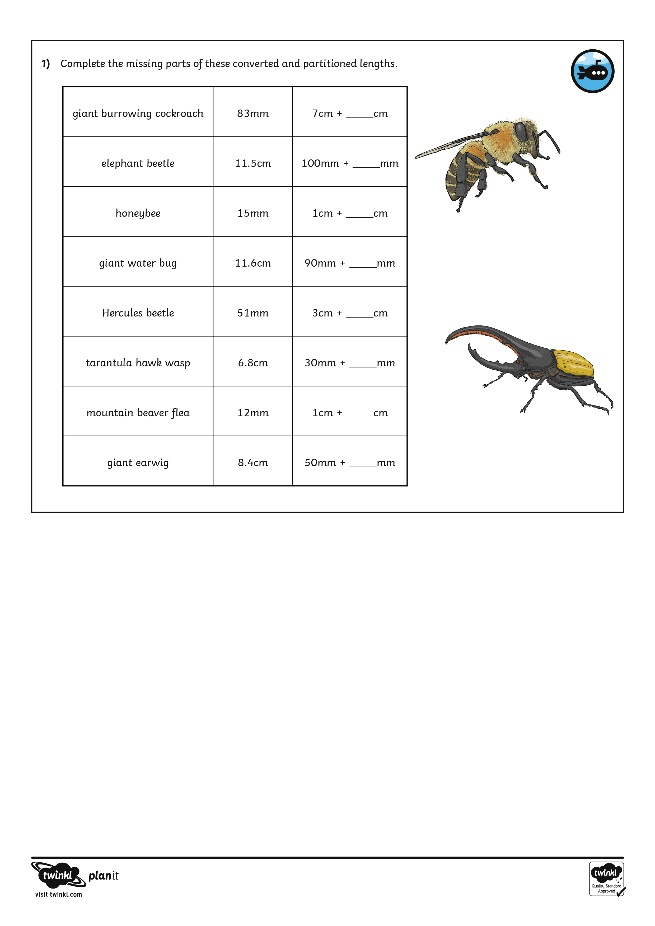 1) Complete the missing parts of these converted and partitioned lengths.
giant burrowing cockroach 83mm 7cm + _____cm
elephant beetle 11.5cm 100mm + _____mm
honeybee 15mm 1cm + _____cm
giant water bug 11.6cm 90mm + _____mm
Hercules beetle 51mm 3cm + _____cm
tarantula hawk wasp 6.8cm 30mm + _____mm
mountain beaver flea 12mm 1cm + cm
giant earwig 8.4cm 50mm + _____mm
twinkl planit
visit twinkl.com
twinkl
Quality Standard
Approved